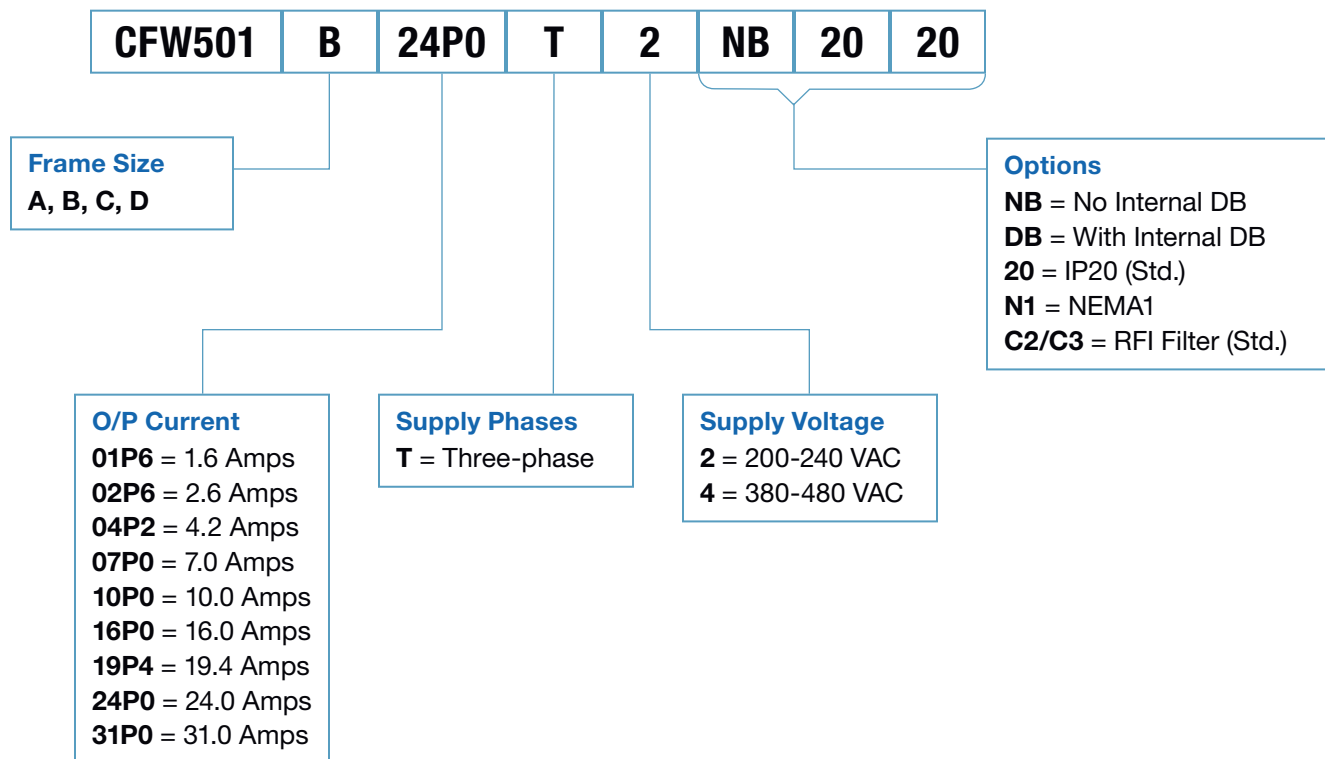 CFW501 B 24P0 T 2 NB 20 20
Frame Size
A, B, C, D
Options
NB = No Internal DB
DB = With Internal DB
20 = IP20 (Std.)
N1 = NEMA1
C2/C3 = RFI Filter (Std.)
O/P Current
01P6 = 1.6 Amps
02P6 = 2.6 Amps
04P2 = 4.2 Amps
07P0 = 7.0 Amps
10P0 = 10.0 Amps
16P0 = 16.0 Amps
19P4 = 19.4 Amps
24P0 = 24.0 Amps
31P0 = 31.0 Amps
Supply Phases
T = Three-phase
Supply Voltage
2 = 200-240 VAC
4 = 380-480 VAC